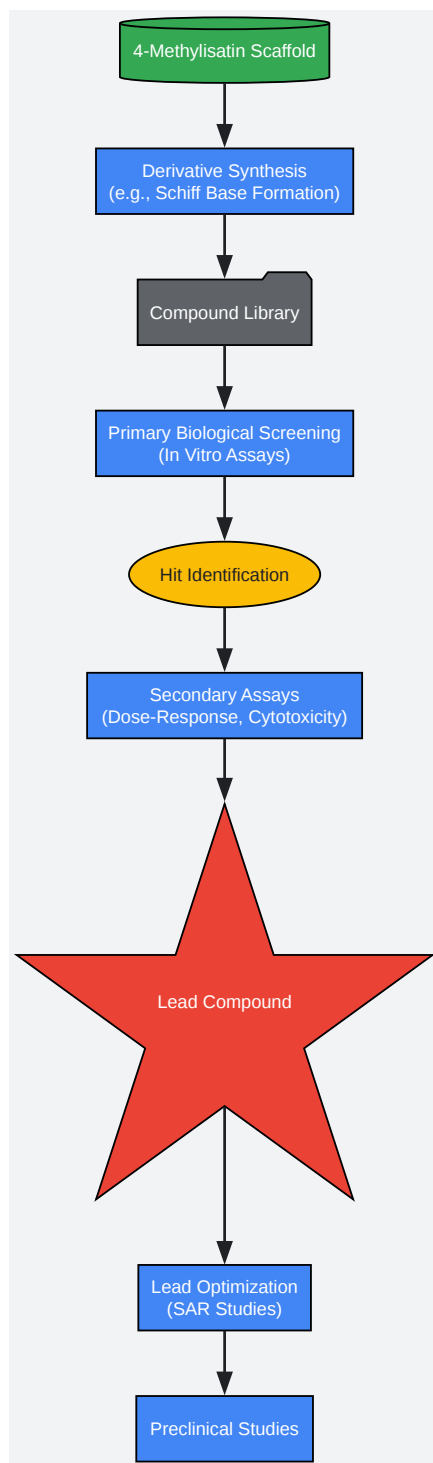 4-Methylisatin Scaffold
Derivative Synthesis
(e.g., Schiff Base Formation)
Compound Library
Primary Biological Screening
(In Vitro Assays)
Hit Identification
Secondary Assays
(Dose-Response, Cytotoxicity)
Lead Compound
Lead Optimization
(SAR Studies)
Preclinical Studies